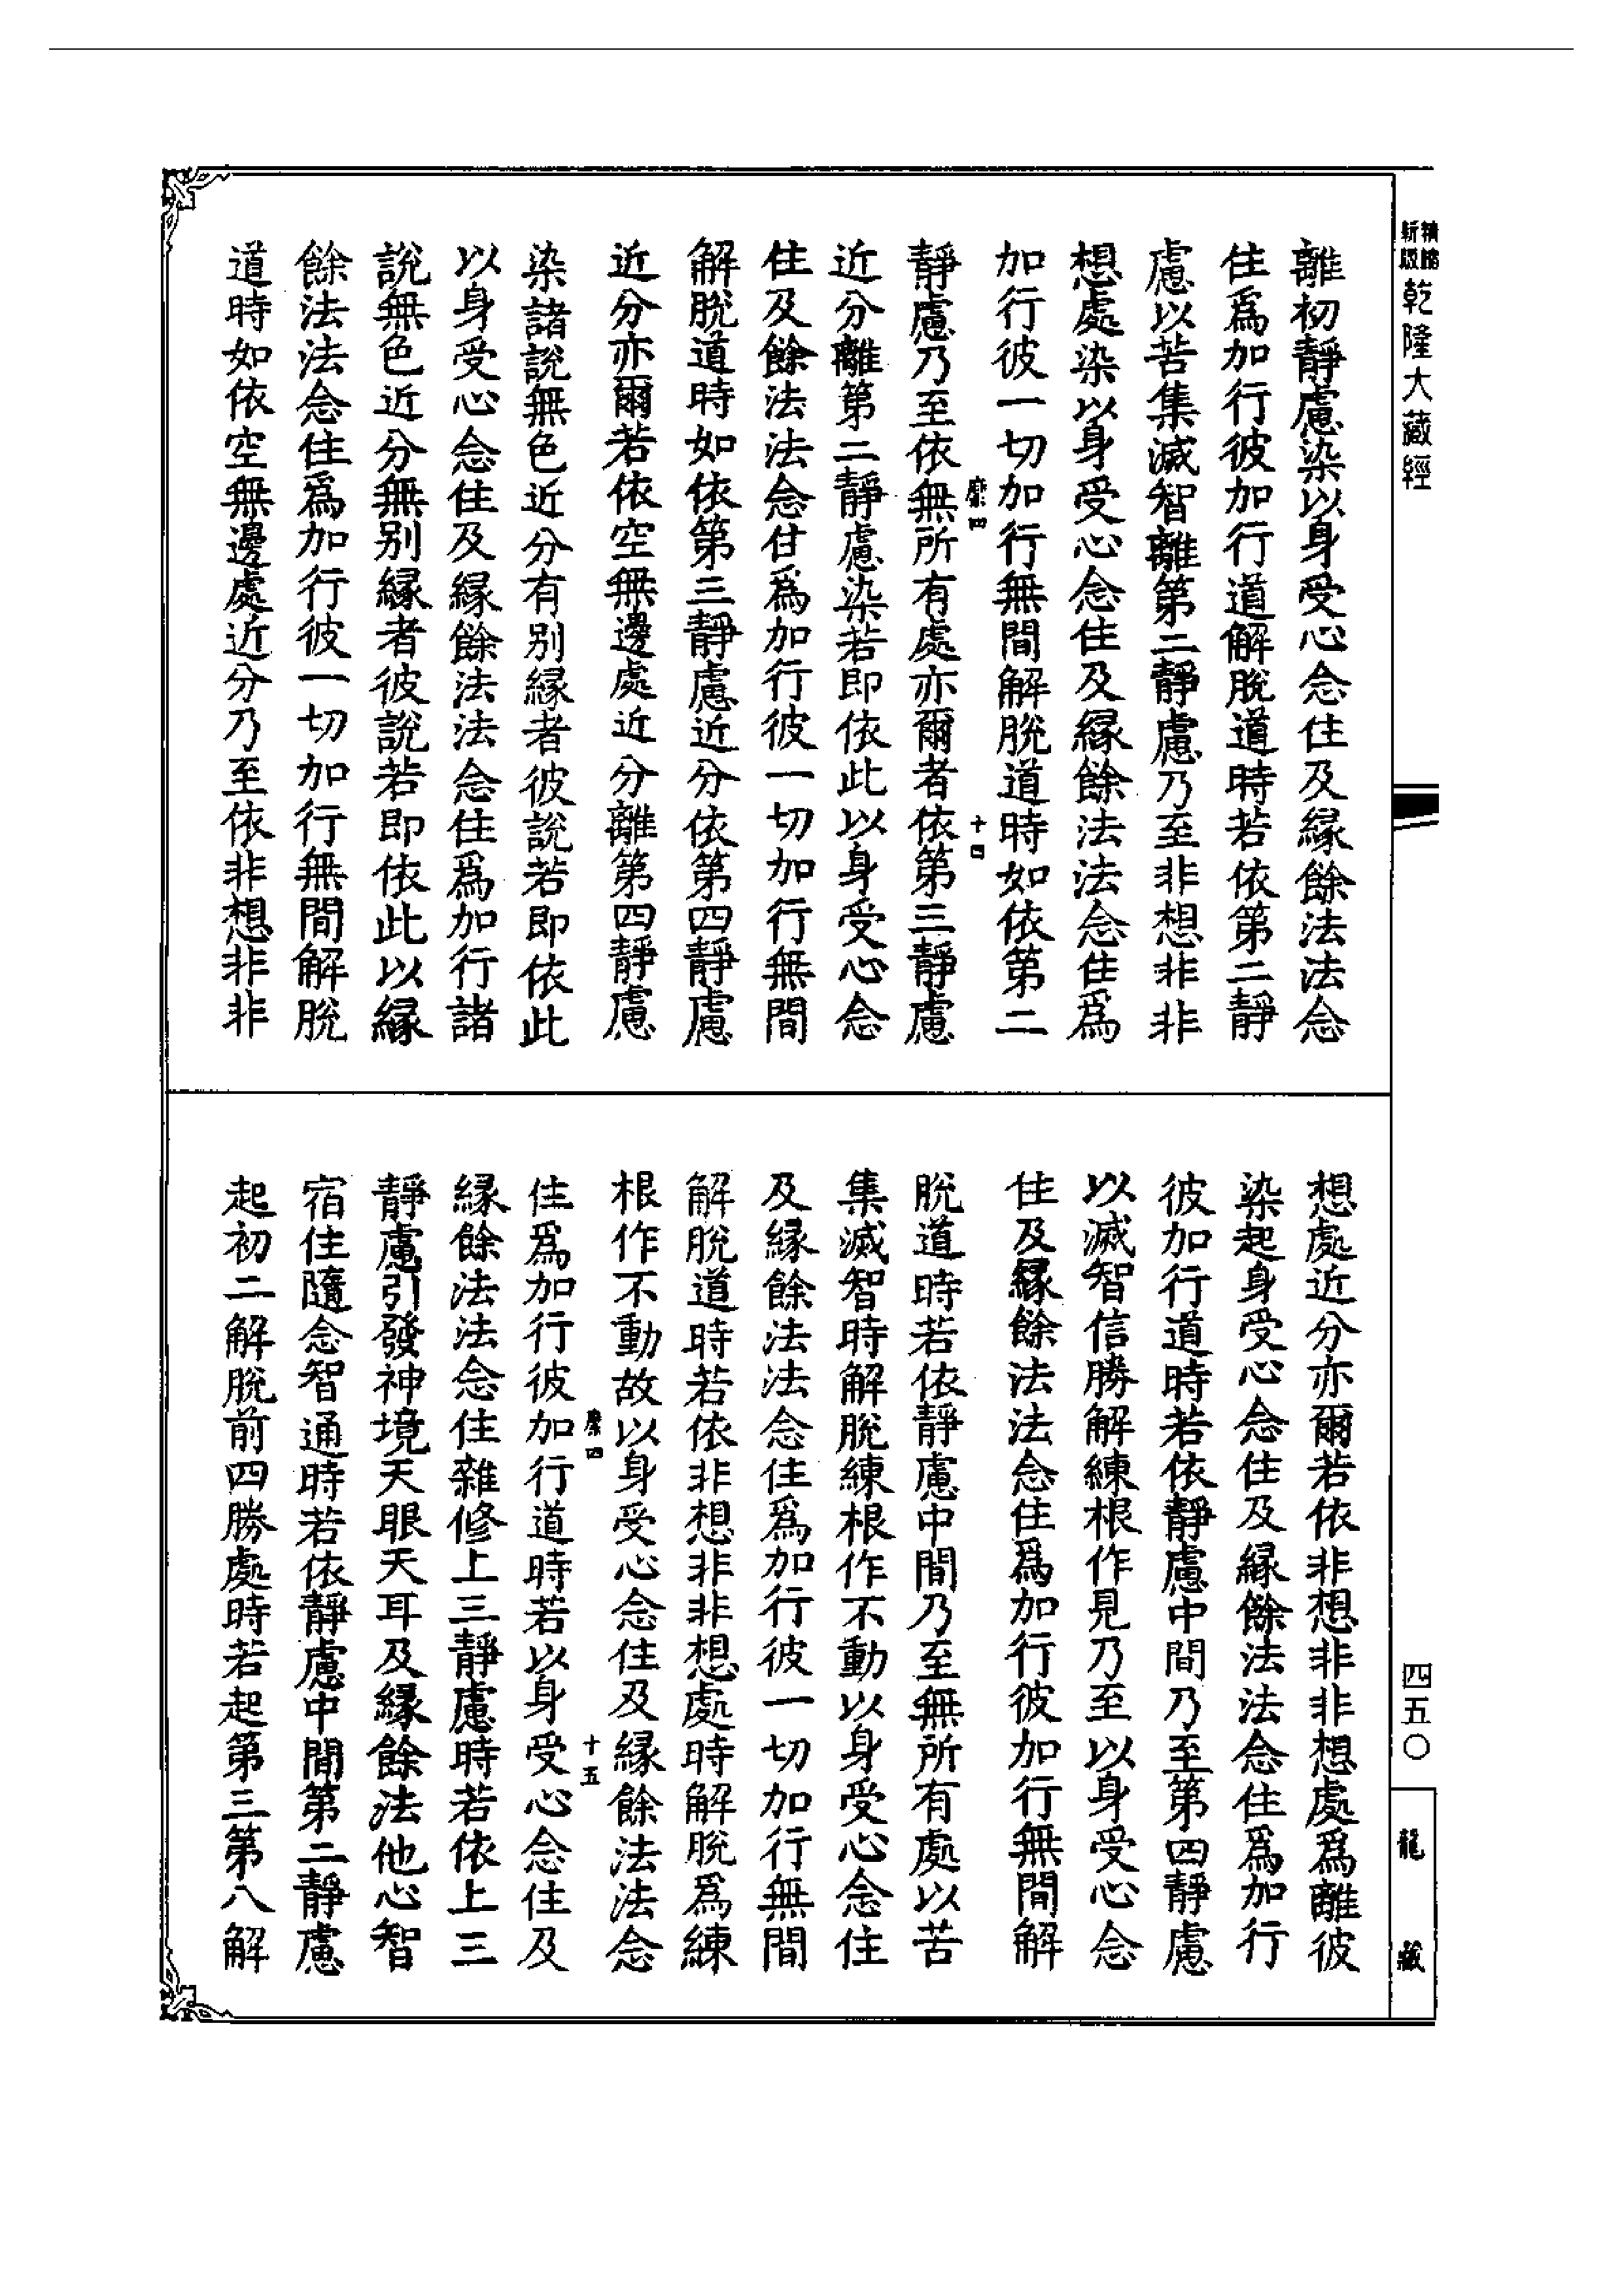 新版
精縮
乾隆大藏經
四五〇
龍藏
離初靜慮染以身受心念住及緣餘法法念
住爲加行彼加行道解脫道時若依第二靜
慮以苦集滅智離第二靜慮乃至非想非非
想處染以身受心念住及緣餘法法念住爲
加行彼一切加行無間解脫道時如依第二
靜慮乃至依無所有處亦爾者依第三靜慮
麋四
十四
近分離第二靜慮染若即依此以身受心念
住及餘法法念住爲加行彼一切加行無間
解脫道時如依第三靜慮近分依第四靜慮
近分亦爾若依空無邊處近分離第四靜慮
染諸說無色近分有別緣者彼說若即依此
以身受心念住及緣餘法法念住爲加行諸
說無色近分無別緣者彼說若即依此以緣
餘法法念住爲加行彼一切加行無間解脫
道時如依空無邊處近分乃至依非想非非
想處近分亦爾若依非想非非想處爲離彼
染起身受心念住及緣餘法法念住爲加行
彼加行道時若依靜慮中間乃至第四靜慮
以滅智信勝解練根作見乃至以身受心念
住及緣餘法法念住爲加行彼加行無間解
脫道時若依靜慮中間乃至無所有處以苦
集滅智時解脫練根作不動以身受心念住
及緣餘法法念住爲加行彼一切加行無間
解脫道時若依非想非非想處時解脫爲練
根作不動故以身受心念住及緣餘法法念
麋四
十五
住爲加行彼加行道時若以身受心念住及
緣餘法法念住雜修上三靜慮時若依上三
靜慮引發神境天眼天耳及緣餘法他心智
宿住隨念智通時若依靜慮中間第二靜慮
起初二解脫前四勝處時若起第三第八解